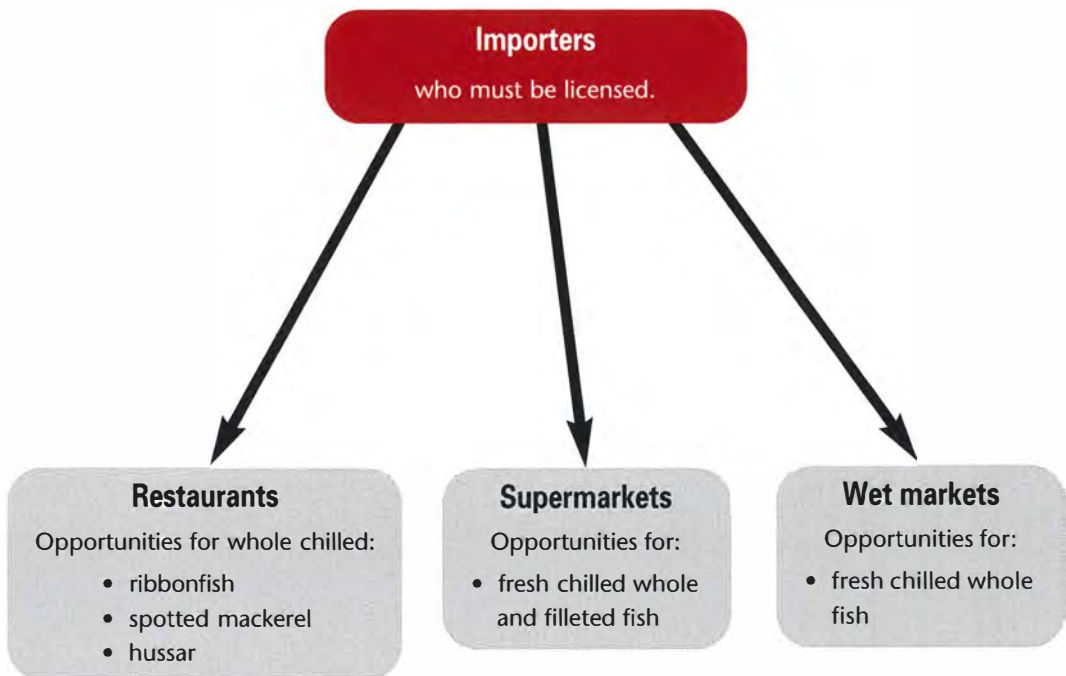 Importers
who must be licensed.
Restaurants
Opportunities for whole chilled:
• ribbonfish
• spotted mackerel
• hussar
Supermarkets
Opportunities for:
• fresh chilled whole
and filleted fish
Wet markets
Opportunities for:
• fresh chilled whole
fish